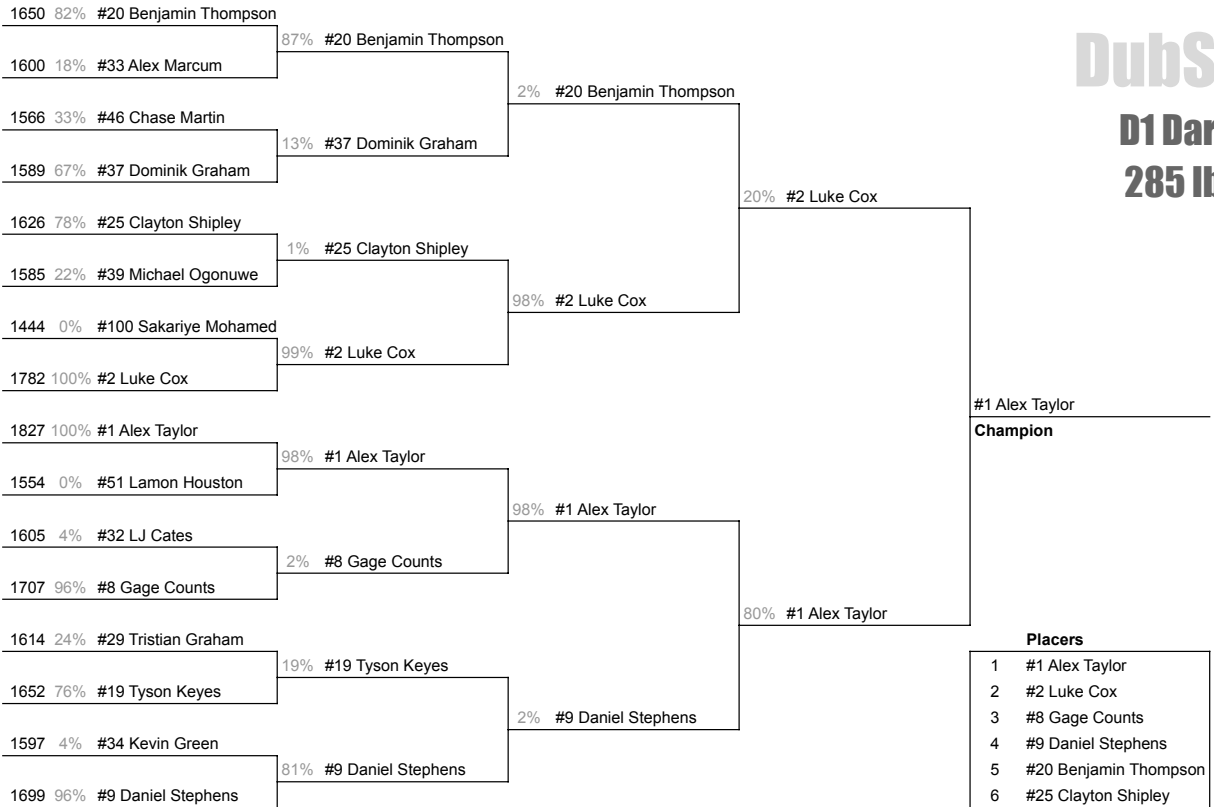 1650 82% #20 Benjamin Thompson
87% #20 Benjamin Thompson
1600 18% #33 Alex Marcum
2% #20 Benjamin Thompson
1566 33% #46 Chase Martin
13% #37 Dominik Graham
1589 67% #37 Dominik Graham
20% #2 Luke Cox
1626 78% #25 Clayton Shipley
1% #25 Clayton Shipley
1585 22% #39 Michael Ogonuwe
98% #2 Luke Cox
1444 0% #100 Sakariye Mohamed
99% #2 Luke Cox
1782 100% #2 Luke Cox
#1 Alex Taylor
Champion
1827 100% #1 Alex Taylor
98% #1 Alex Taylor
1554 0% #51 Lamon Houston
98% #1 Alex Taylor
1605 4% #32 LJ Cates
2% #8 Gage Counts
1707 96% #8 Gage Counts
80% #1 Alex Taylor
1614 24% #29 Tristian Graham
19% #19 Tyson Keyes
1652 76% #19 Tyson Keyes
2% #9 Daniel Stephens
1597 4% #34 Kevin Green
81% #9 Daniel Stephens
1699 96% #9 Daniel Stephens
DubS
D1 Dar
285 lb
Placers
1 #1 Alex Taylor
2 #2 Luke Cox
3 #8 Gage Counts
4 #9 Daniel Stephens
5 #20 Benjamin Thompson
6 #25 Clayton Shipley